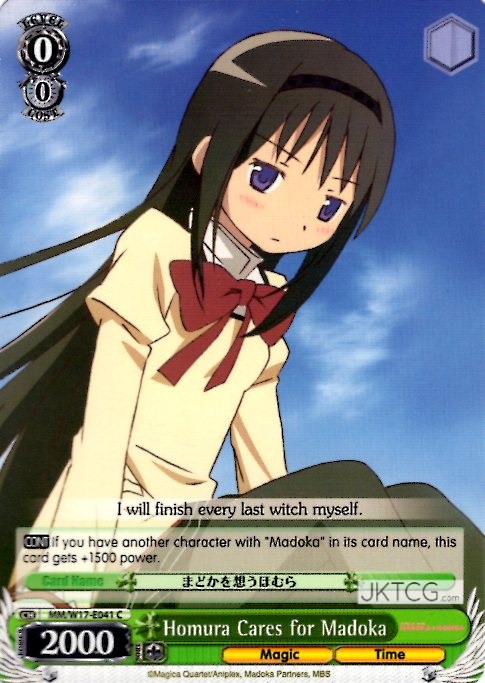 LEVEL
0
0
COST
I will finish every last witch myself.
CONT If you have another character with "Madoka" in its card name, this
card gets +1500 power.
Card Name
まどかを想うほむら
JKTCG.com
CH MM/W17-E041 C
2000
Homura Cares for Madoka
Magic
Time
©Magica Quartet/Aniplex, Madoka Partners, MBS